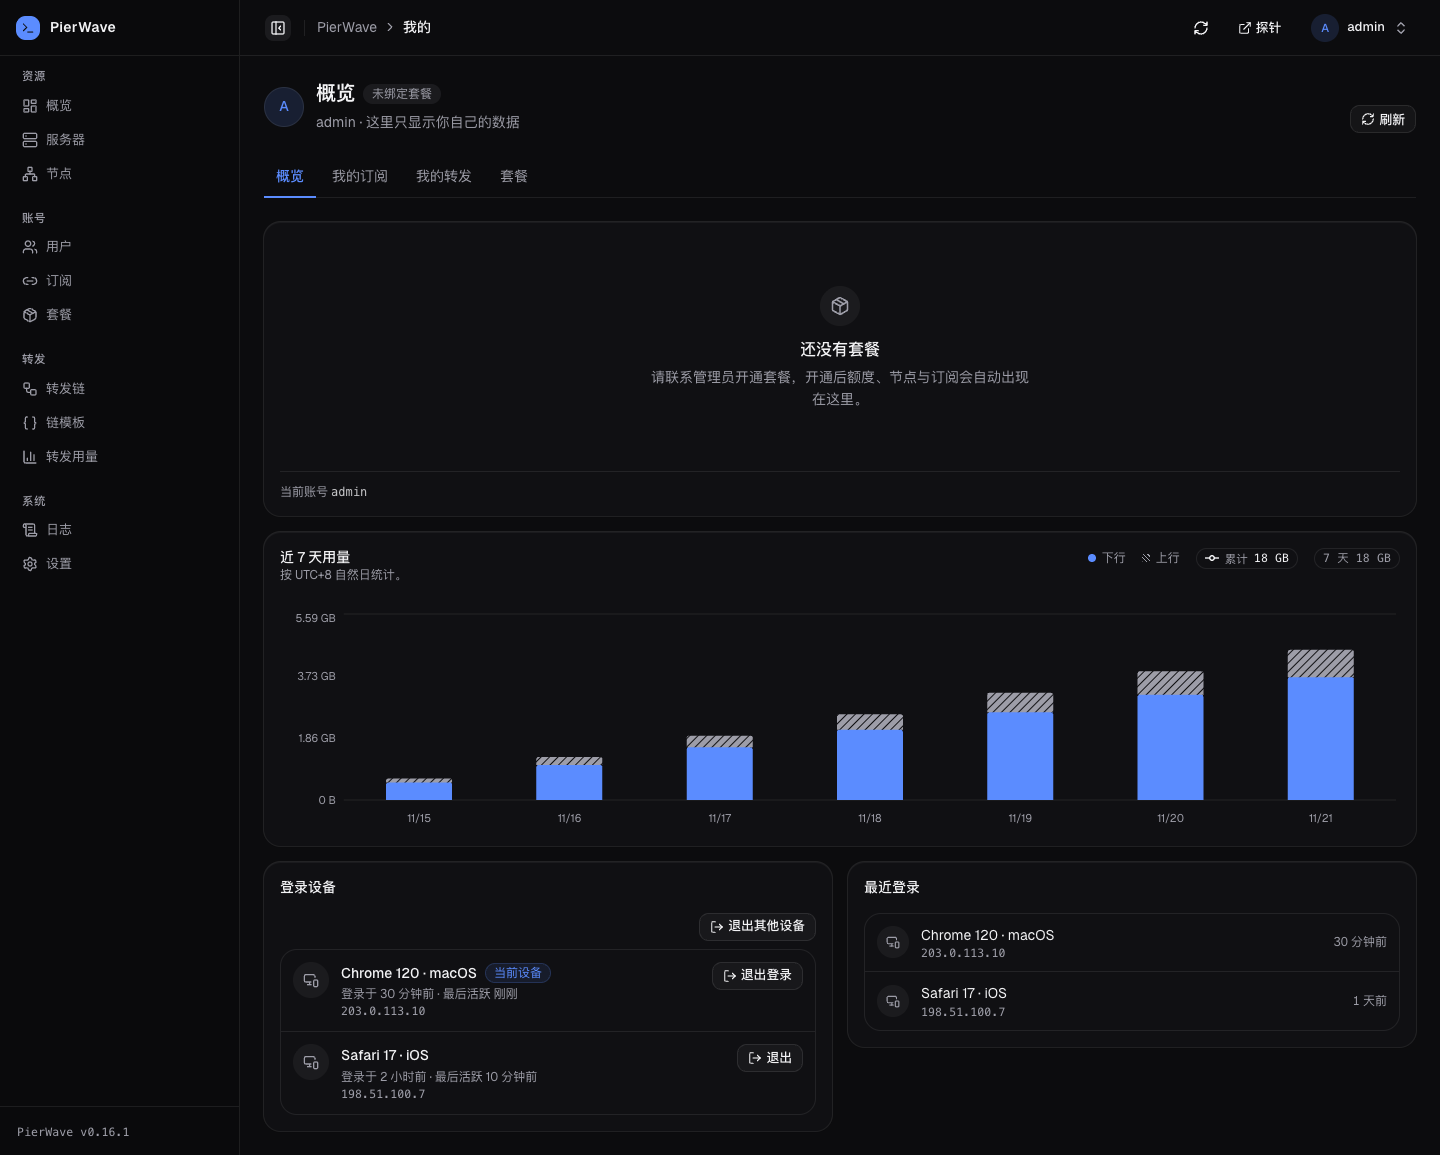 PierWave
PierWave > 我的
探针
A
admin
资源
概览
服务器
节点
账号
用户
订阅
套餐
转发
转发链
链模板
转发用量
系统
日志
设置
PierWave v0.16.1
A
概览 未绑定套餐
admin · 这里只显示你自己的数据
刷新
概览 我的订阅 我的转发 套餐
还没有套餐
请联系管理员开通套餐，开通后额度、节点与订阅会自动出现
在这里。
当前账号 admin
近 7 天用量
按 UTC+8 自然日统计。
下行 上行 累计 18 GB 7 天 18 GB
5.59 GB
3.73 GB
1.86 GB
0 B
11/15 11/16 11/17 11/18 11/19 11/20 11/21
登录设备
退出其他设备
Chrome 120 · macOS 当前设备
登录于 30 分钟前 · 最后活跃 刚刚
203.0.113.10
退出登录
Safari 17 · iOS
登录于 2 小时前 · 最后活跃 10 分钟前
198.51.100.7
退出
最近登录
Chrome 120 · macOS
203.0.113.10
30 分钟前
Safari 17 · iOS
198.51.100.7
1 天前